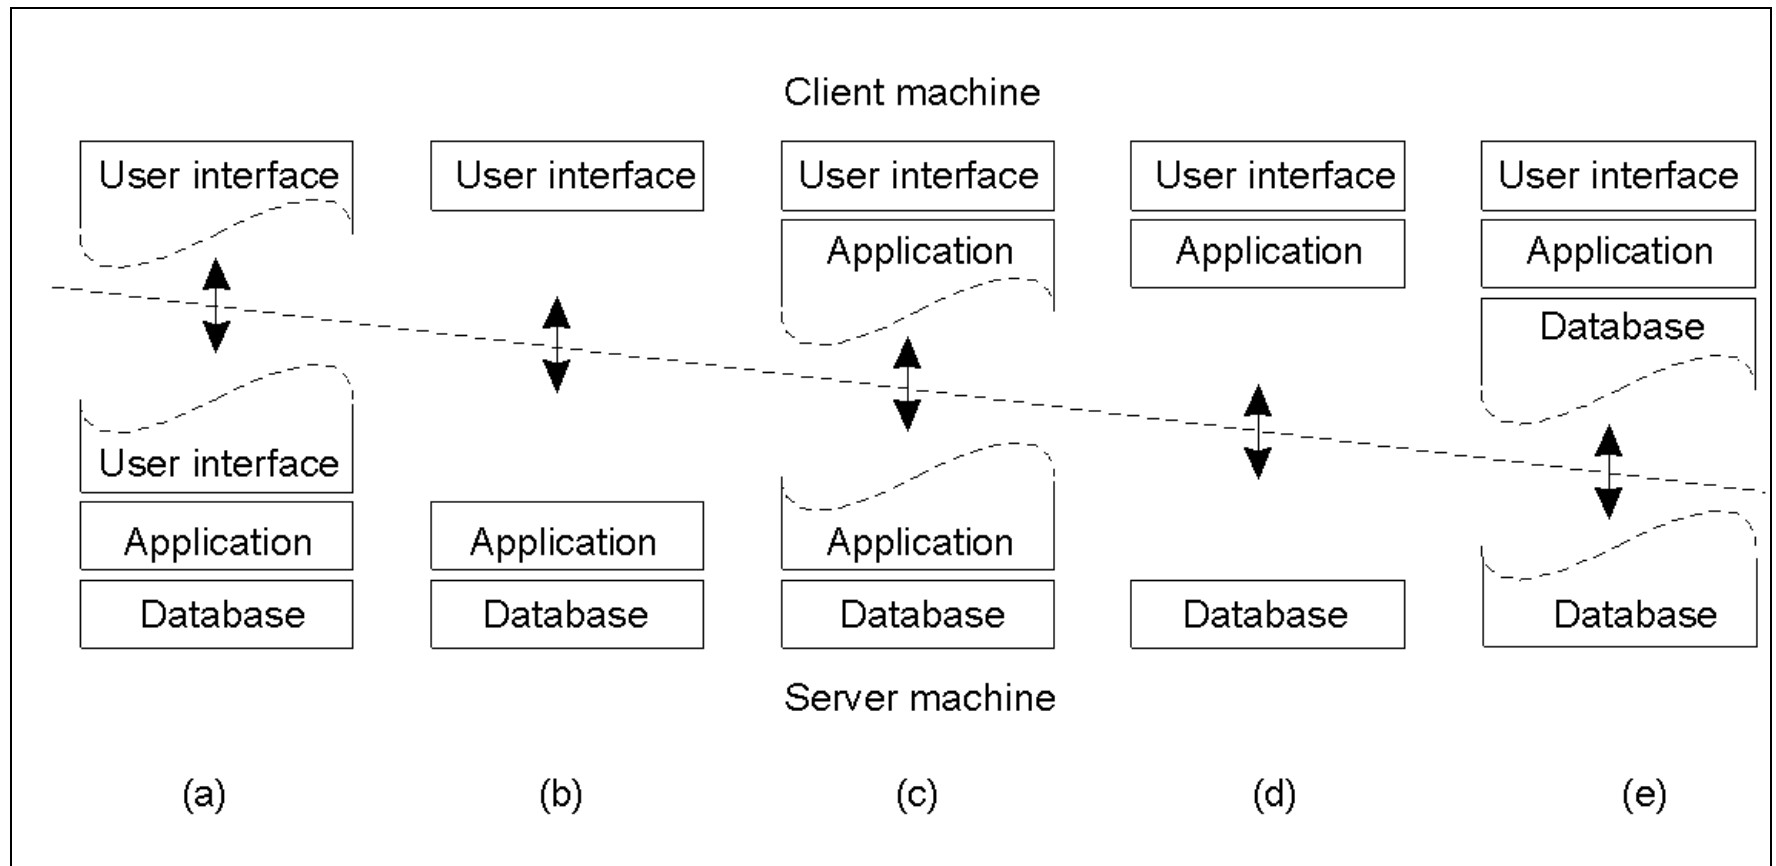 Client machine
User interface User interface User interface User interface User interface
Application Application Application
Database
User interface
Application Application Application
Database Database Database Database Database
Server machine
(a) (b) (c) (d) (e)